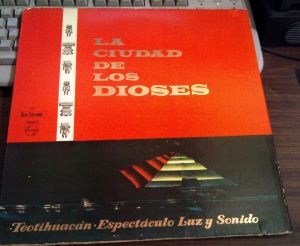 LA
CIUDAD
DE
LOS
DIOSES
Teotihuacán · Espectáculo Luz y Sonido